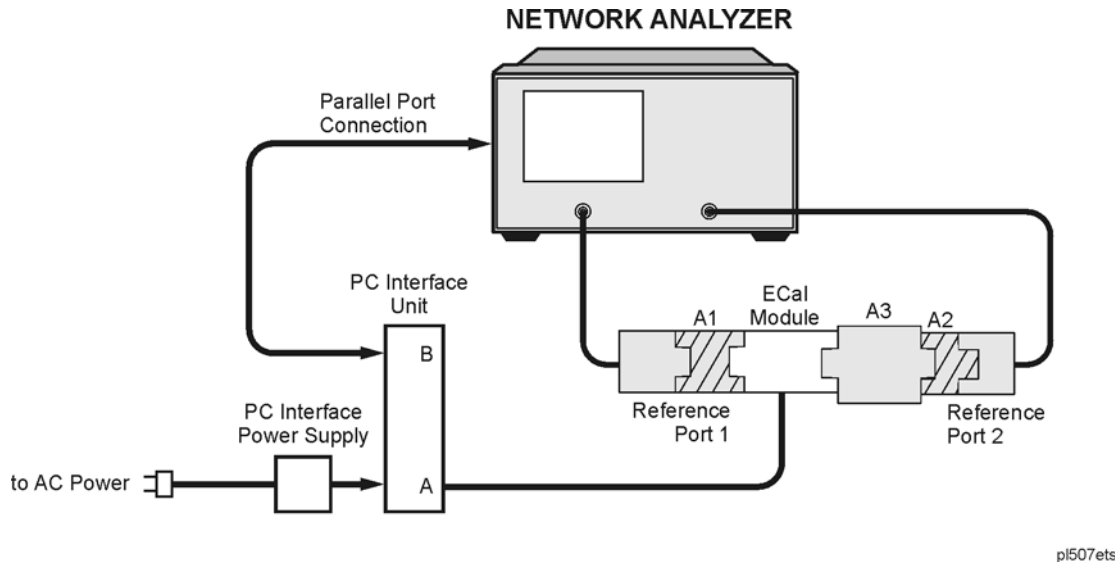 NETWORK ANALYZER
Parallel Port
Connection
PC Interface
Unit
B
A
PC Interface
Power Supply
to AC Power
ECal
Module
A1
A3
A2
Reference
Port 1
Reference
Port 2
pl507ets